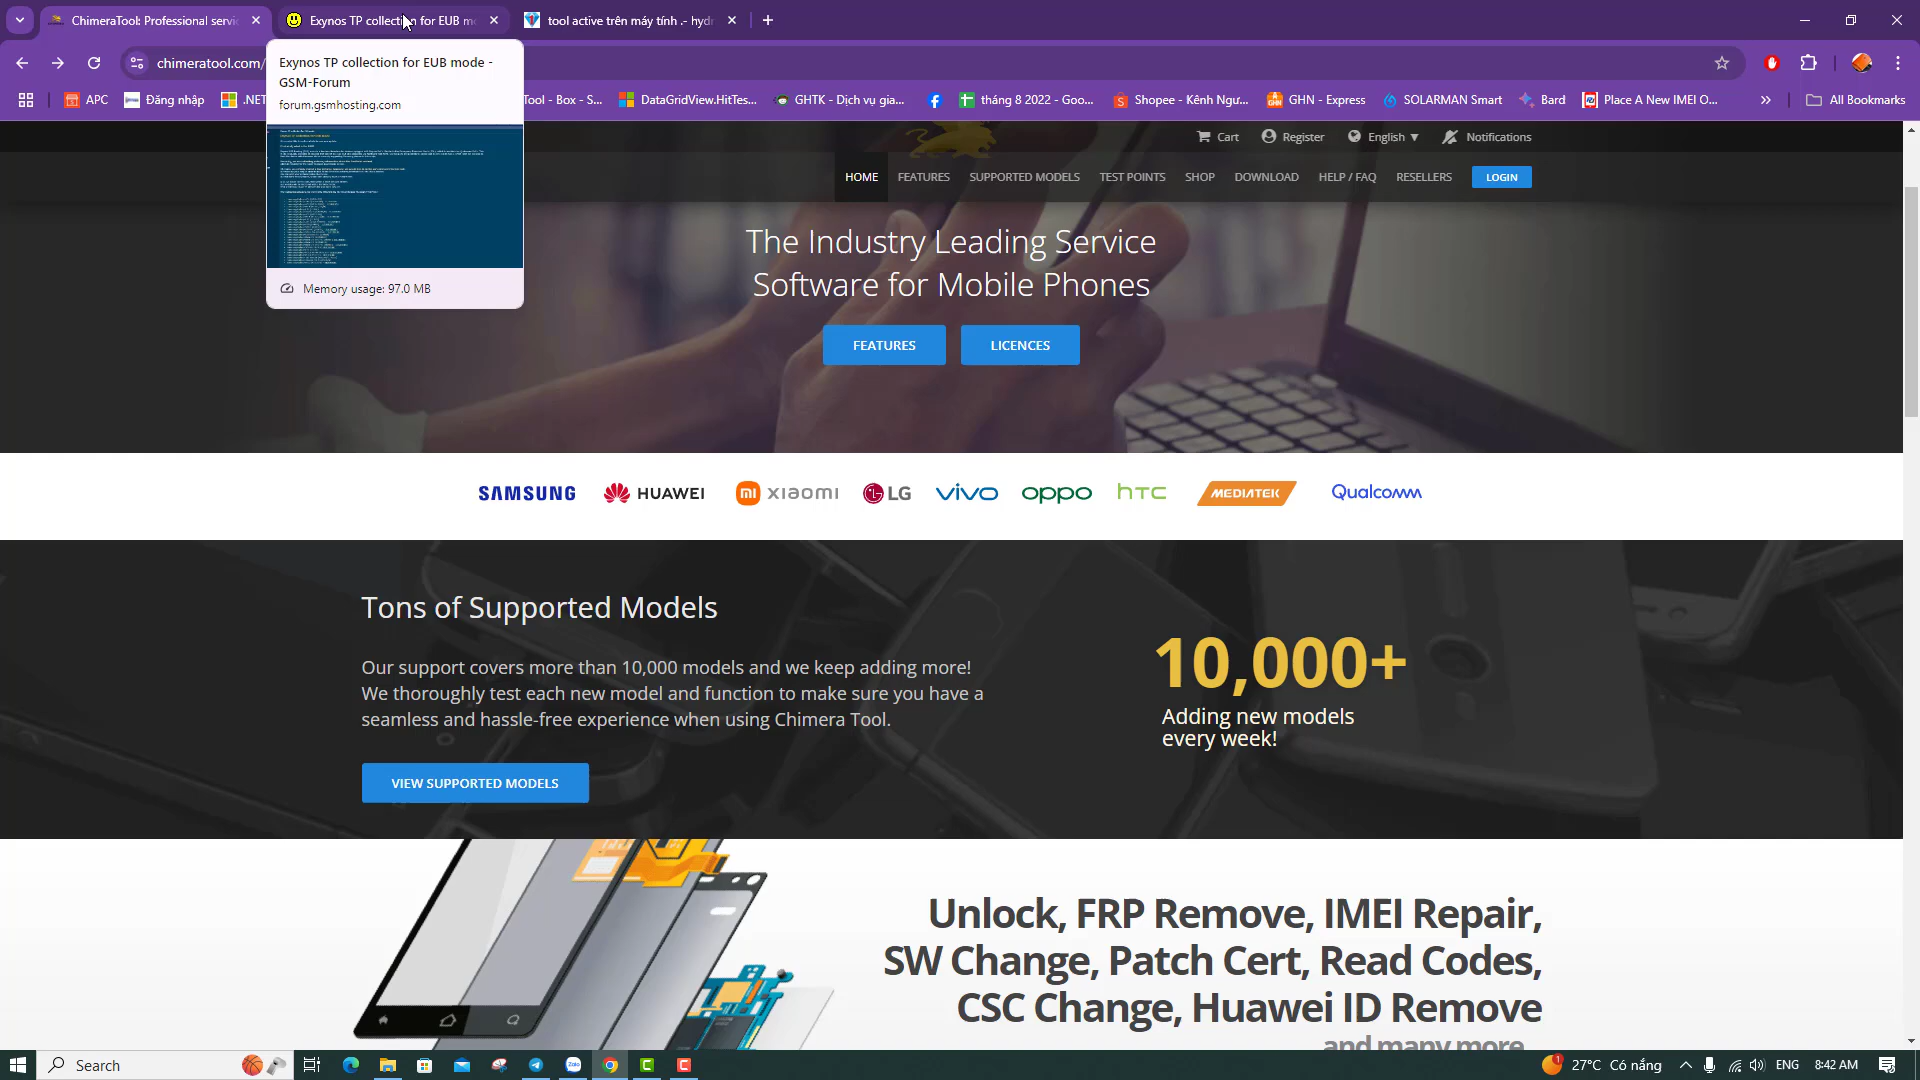 ChimeraTool: Professional servic
Exynos TP collection for EUB mo
tool active trên máy tính .- hydr
chimeratool.com/
Exynos TP collection for EUB mode -
GSM-Forum
forum.gsmhosting.com
Memory usage: 97.0 MB
APC
Đăng nhập
.NET
Tool - Box - S...
DataGridView.HitTes...
GHTK - Dịch vụ gia...
tháng 8 2022 - Goo...
Shopee - Kênh Ngư...
GHN - Express
SOLARMAN Smart
Bard
Place A New IMEI O...
All Bookmarks
Cart
Register
English
Notifications
HOME
FEATURES
SUPPORTED MODELS
TEST POINTS
SHOP
DOWNLOAD
HELP / FAQ
RESELLERS
LOGIN
The Industry Leading Service
Software for Mobile Phones
FEATURES
LICENCES
SAMSUNG
HUAWEI
mi xiaomi
LG
vivo
oppo
hTC
MEDIATEK
Qualcomm
Tons of Supported Models
Our support covers more than 10,000 models and we keep adding more!
We thoroughly test each new model and function to make sure you have a
seamless and hassle-free experience when using Chimera Tool.
VIEW SUPPORTED MODELS
10,000+
Adding new models
every week!
Unlock, FRP Remove, IMEI Repair,
SW Change, Patch Cert, Read Codes,
CSC Change, Huawei ID Remove
and many more
Search
Zalo
1
27°C Có nắng
ENG
8:42 AM